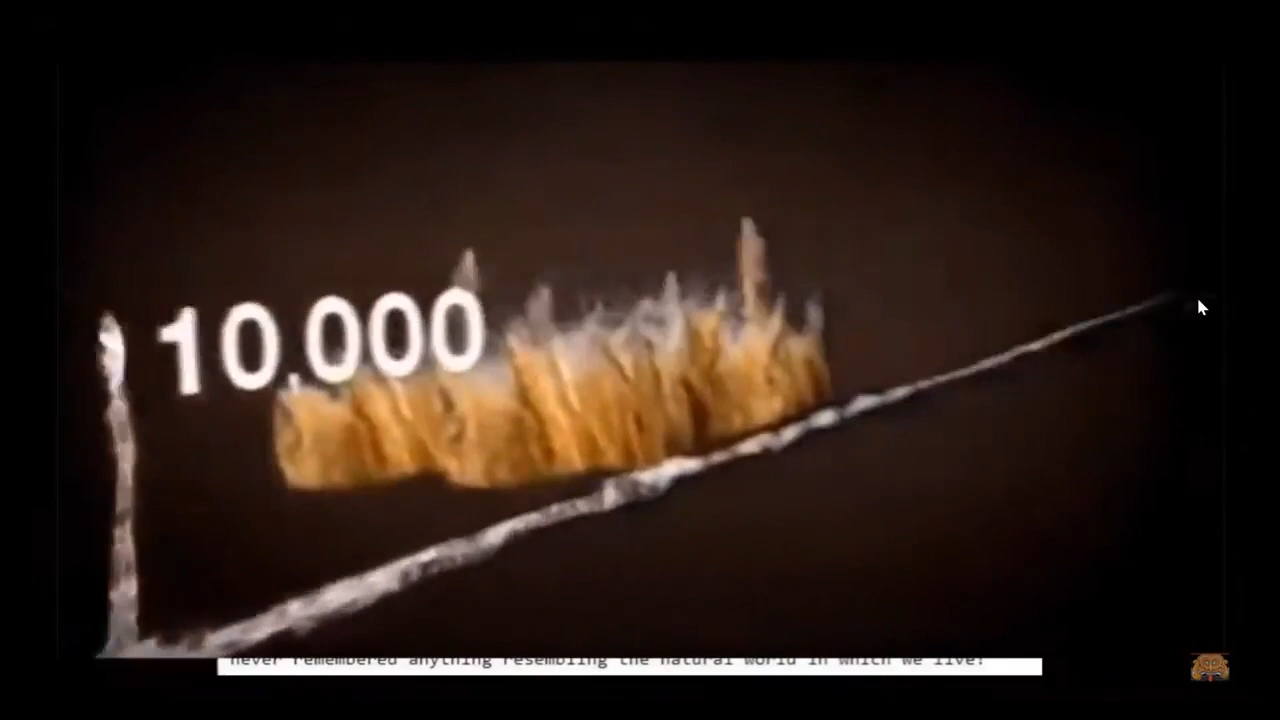 10.000
never remembered anything resembling the natural world in which we live!